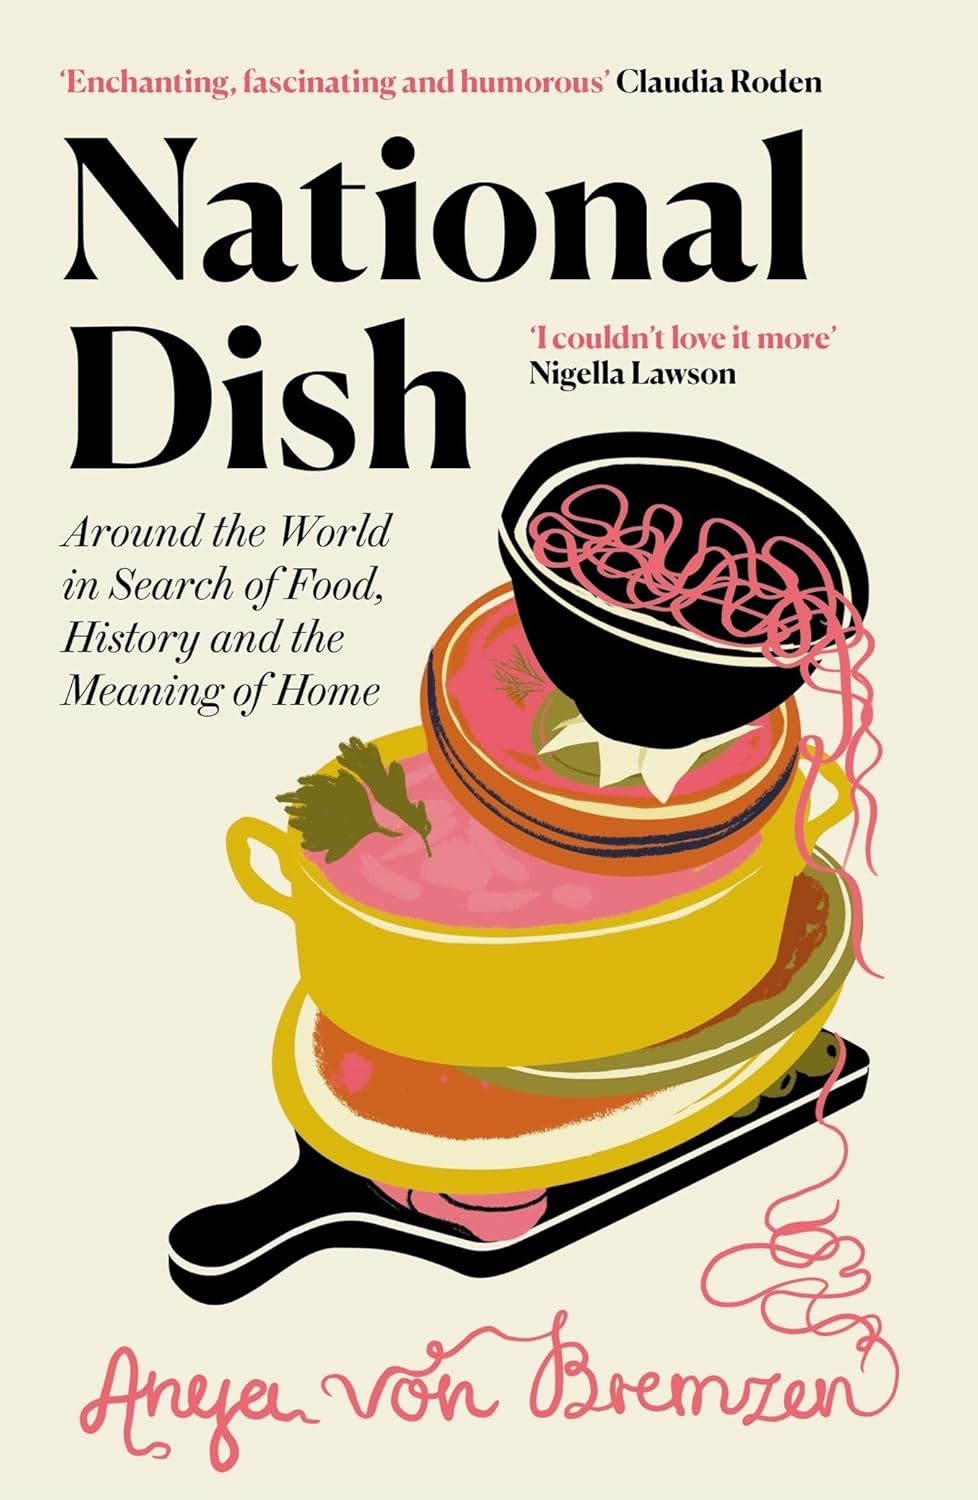 ‘Enchanting, fascinating and humorous’ Claudia Roden
National
Dish
‘I couldn’t love it more’
Nigella Lawson
Around the World
in Search of Food,
History and the
Meaning of Home
Anya von Bremzen